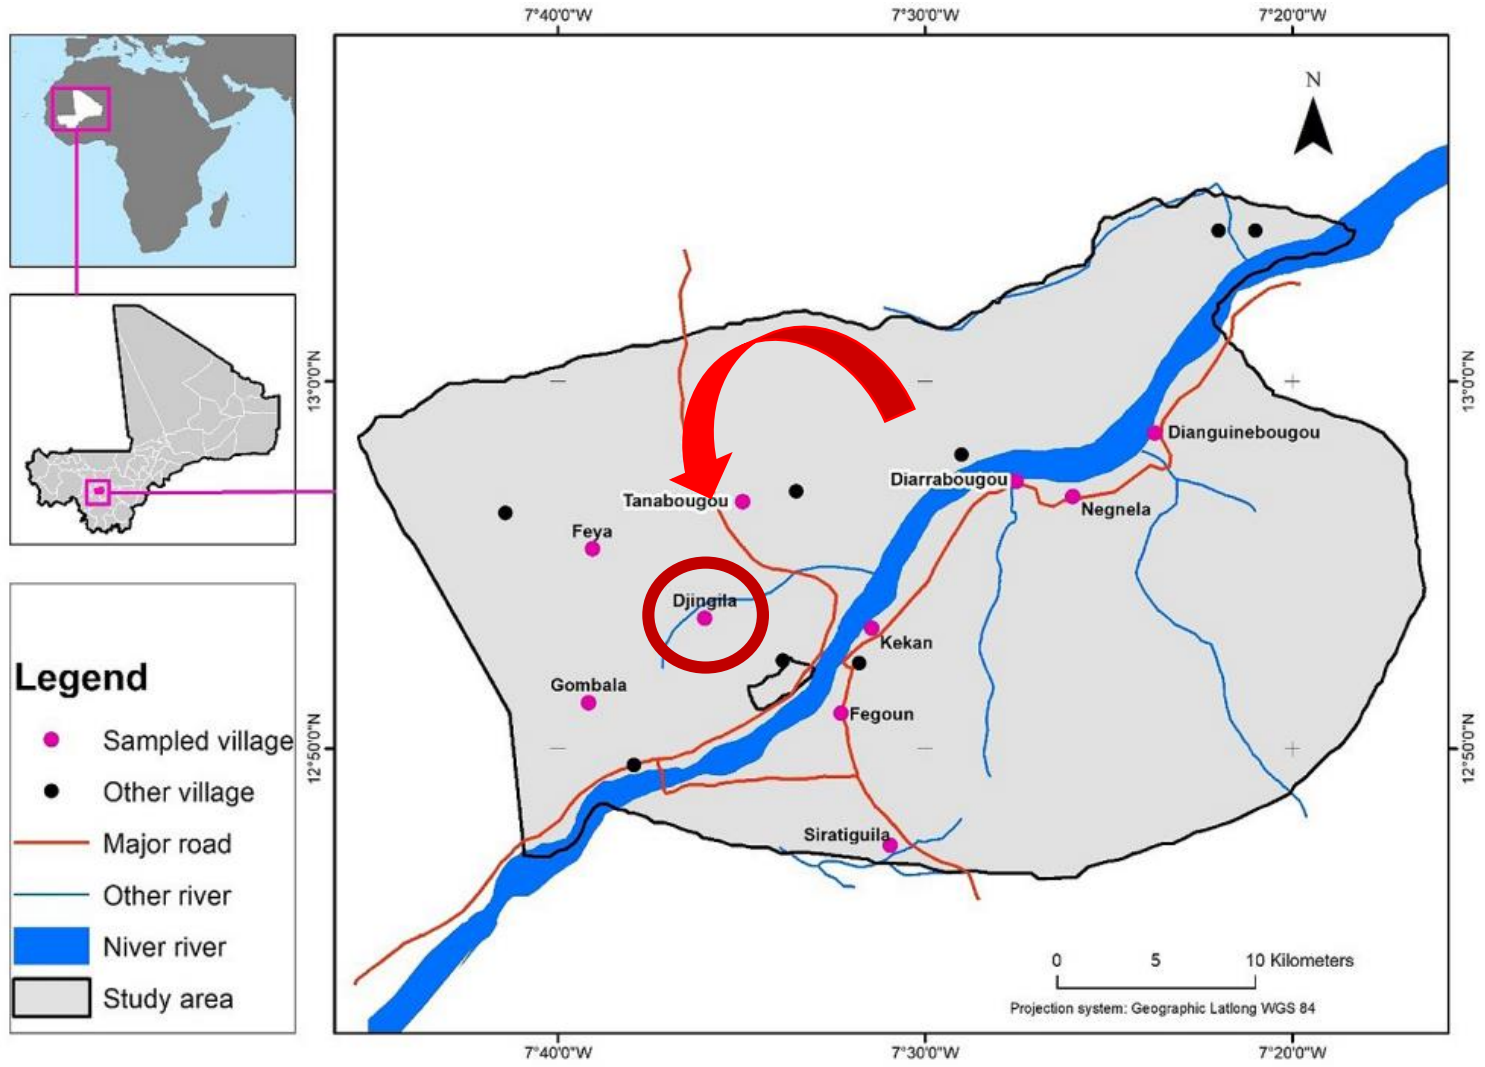 7°40'0"W
7°30'0"W
7°20'0"W
N
13°0'0"N
13°0'0"N
Dianguinebougou
Diarrabougou
Tanabougou
Negnela
Feya
Djingila
Kekan
Gombala
Fegoun
12°50'0"N
12°50'0"N
Siratiguila
Legend
Sampled village
Other village
Major road
Other river
Niver river
Study area
0 5 10 Kilometers
Projection system: Geographic Latlong WGS 84
7°40'0"W
7°30'0"W
7°20'0"W